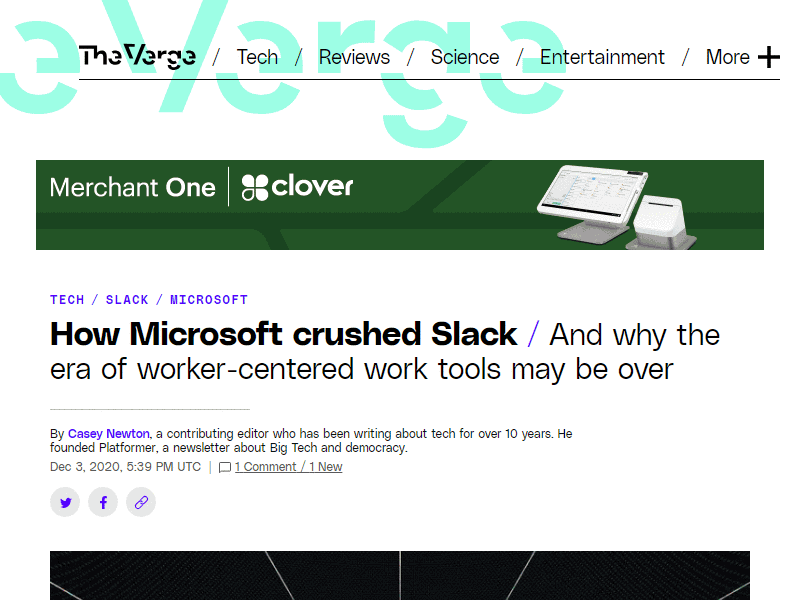 eVerge
TheVerge / Tech / Reviews / Science / Entertainment / More +
Merchant One | clover
TECH / SLACK / MICROSOFT
How Microsoft crushed Slack / And why the
era of worker-centered work tools may be over
By Casey Newton, a contributing editor who has been writing about tech for over 10 years. He
founded Platformer, a newsletter about Big Tech and democracy.
Dec 3, 2020, 5:39 PM UTC | 1 Comment / 1 New